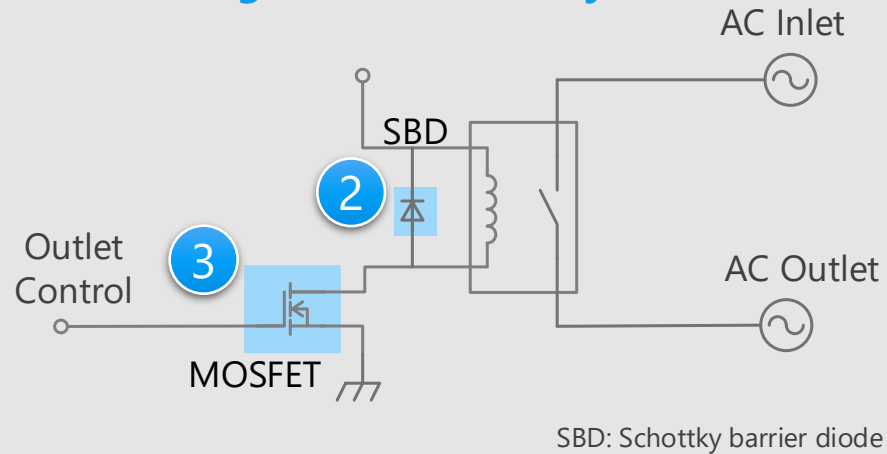 AC Inlet
SBD
2
3
Outlet
Control
AC Outlet
MOSFET
SBD: Schottky barrier diode